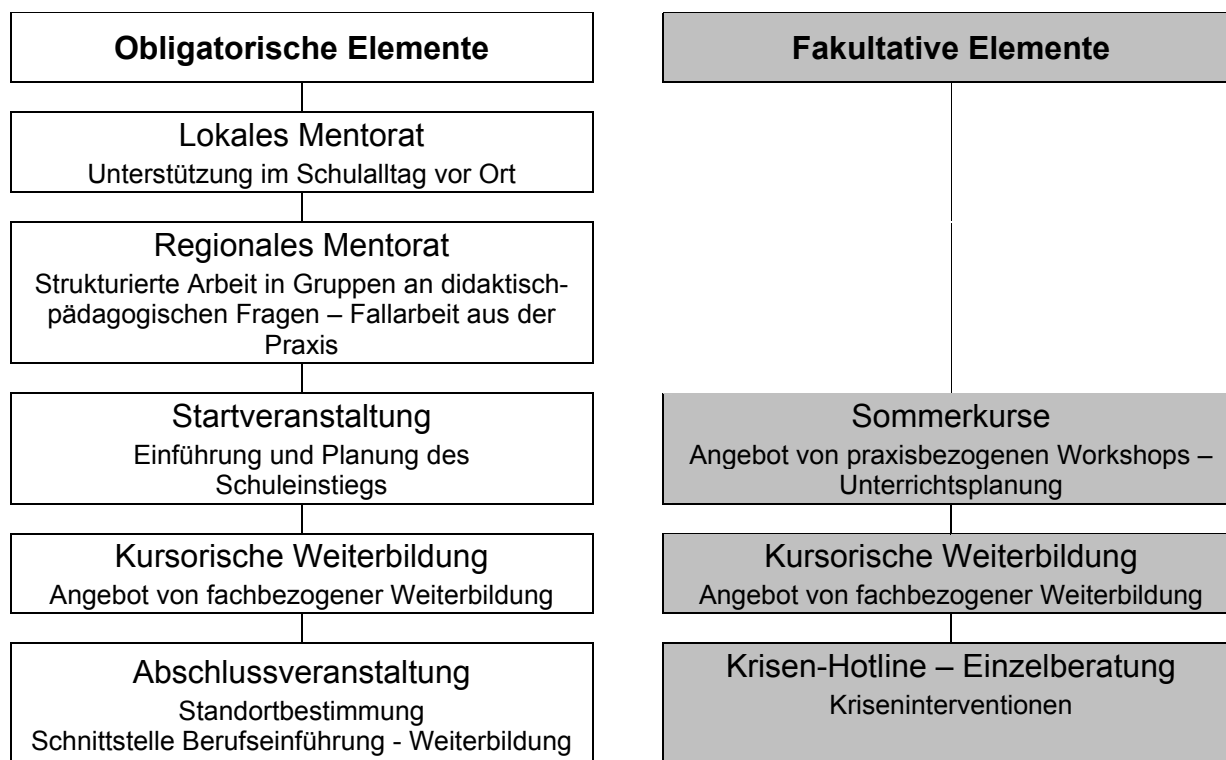 Obligatorische Elemente
Lokales Mentorat
Unterstützung im Schulalltag vor Ort
Regionales Mentorat
Strukturierte Arbeit in Gruppen an didaktisch-
pädagogischen Fragen – Fallarbeit aus der
Praxis
Startveranstaltung
Einführung und Planung des
Schuleinstiegs
Kursorische Weiterbildung
Angebot von fachbezogener Weiterbildung
Abschlussveranstaltung
Standortbestimmung
Schnittstelle Berufseinführung - Weiterbildung
Fakultative Elemente
Sommerkurse
Angebot von praxisbezogenen Workshops –
Unterrichtsplanung
Kursorische Weiterbildung
Angebot von fachbezogener Weiterbildung
Krisen-Hotline – Einzelberatung
Kriseninterventionen